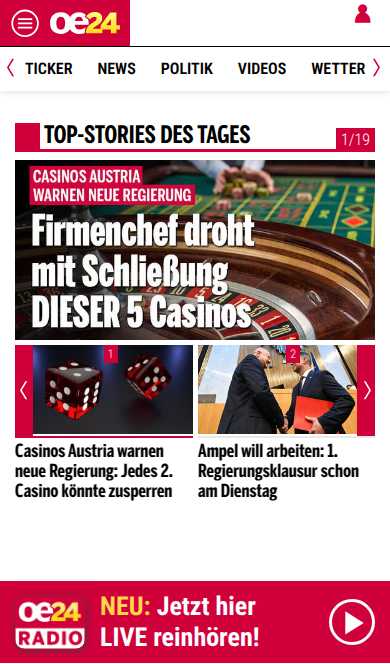 oe24
TICKER NEWS POLITIK VIDEOS WETTER
TOP-STORIES DES TAGES
1/19
CASINOS AUSTRIA
WARNEN NEUE REGIERUNG
Firmenchef droht
mit Schließung
DIESER 5 Casinos
1
2
Casinos Austria warnen
neue Regierung: Jedes 2.
Casino könnte zusperren
Ampel will arbeiten: 1.
Regierungsklausur schon
am Dienstag
oe24
RADIO
NEU: Jetzt hier
LIVE reinhören!